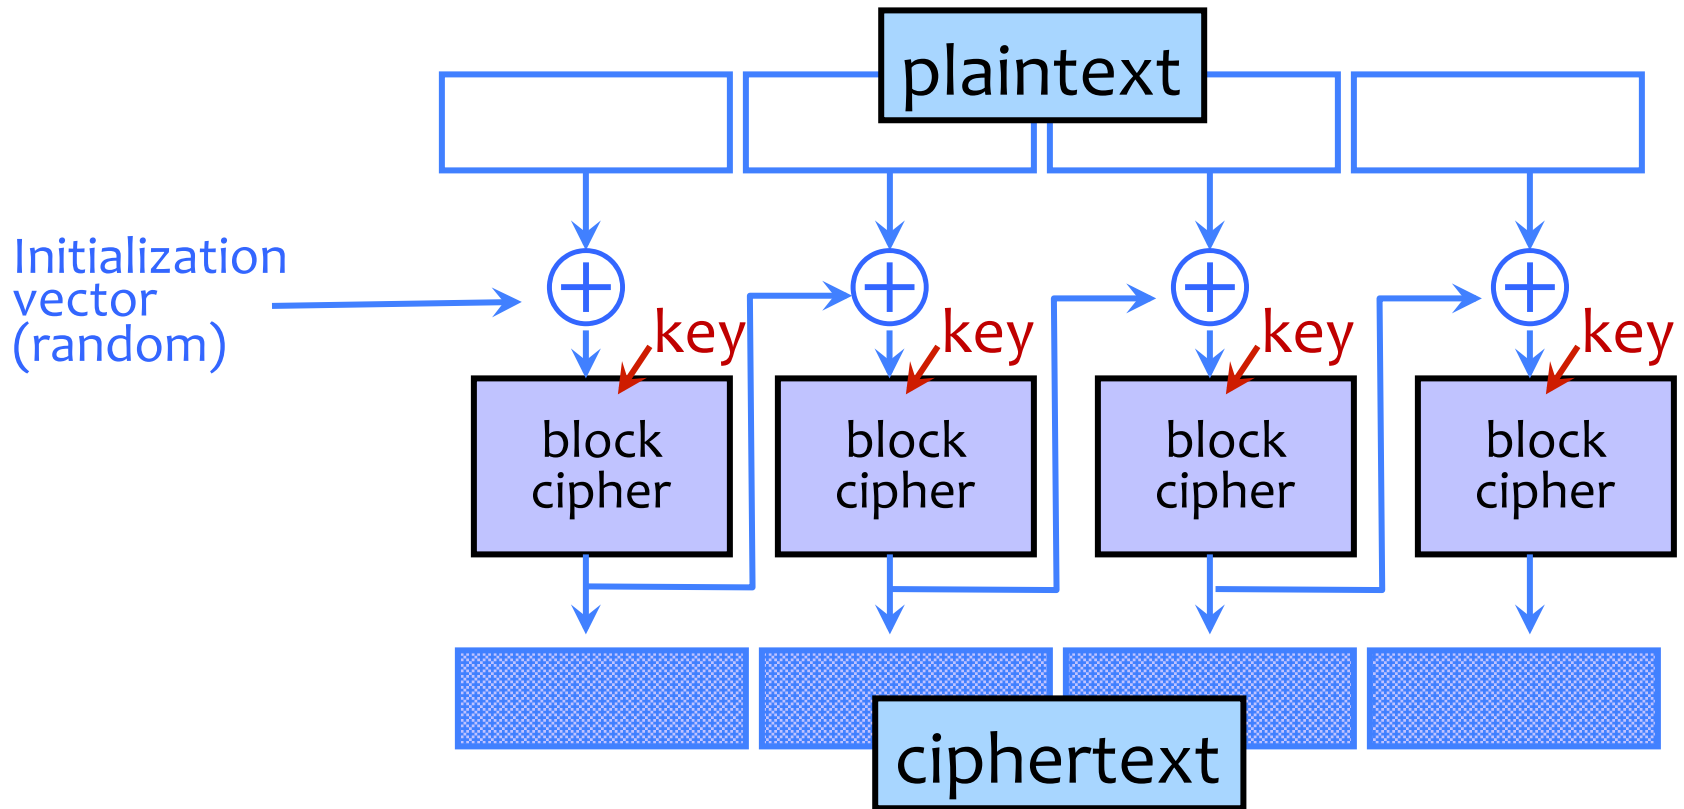 plaintext
Initialization
vector
(random)
key
key
key
key
block
cipher
block
cipher
block
cipher
block
cipher
ciphertext